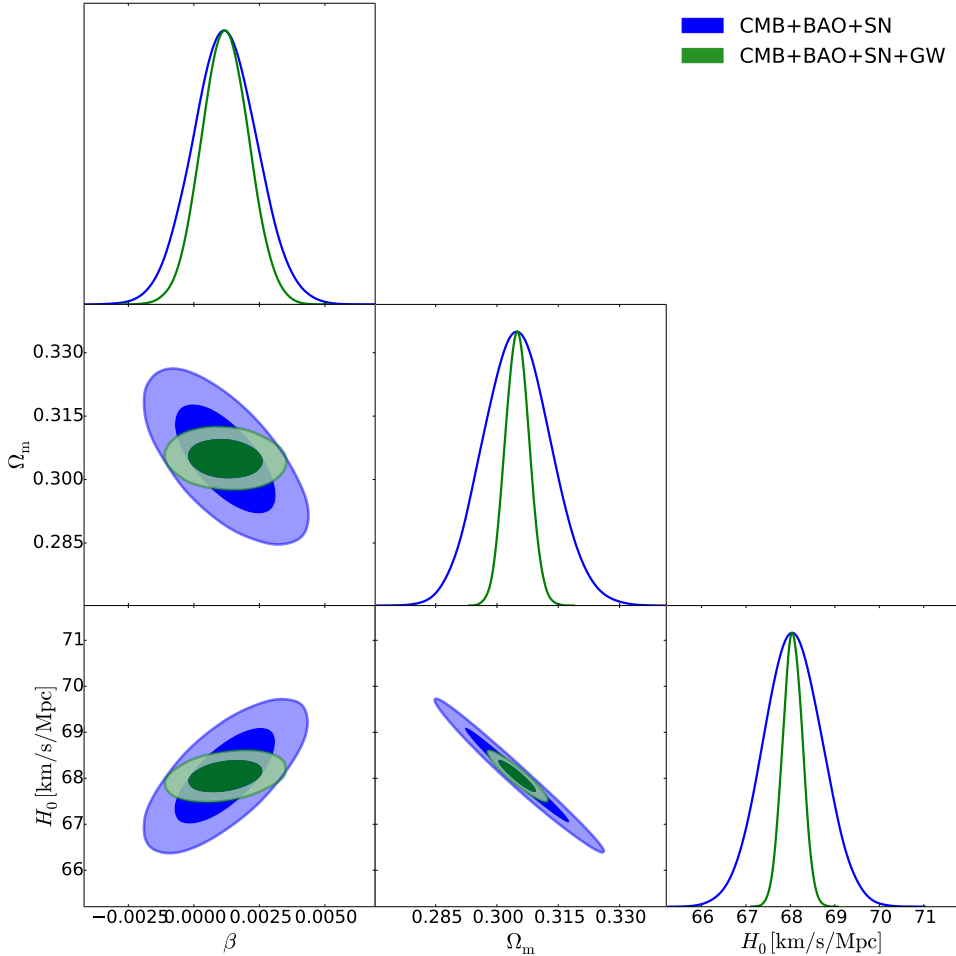 CMB+BAO+SN
CMB+BAO+SN+GW
0.330
0.315
0.300
0.285
Ωm
71
70
69
68
67
66
H0 [km/s/Mpc]
−0.0025 0.0000 0.0025 0.0050
β
0.285 0.300 0.315 0.330
Ωm
66 67 68 69 70 71
H0 [km/s/Mpc]